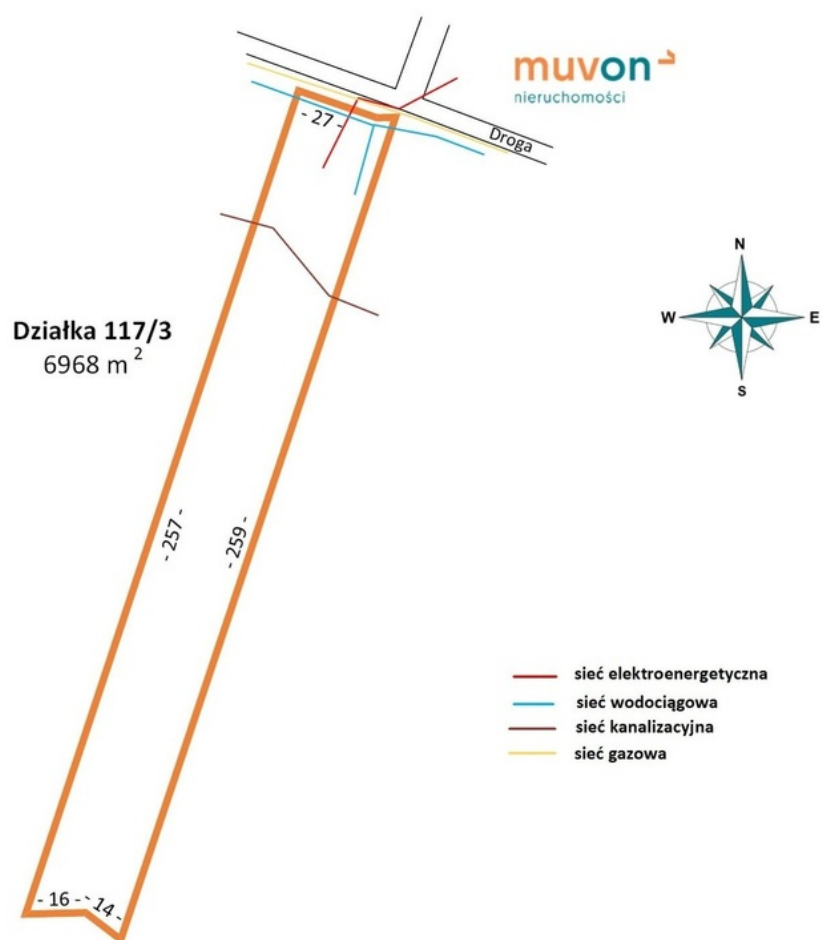 muvon
nieruchomości
Droga
- 27 -
N
W
E
S
Działka 117/3
6968 m²
- 257 -
- 259 -
sieć elektroenergetyczna
sieć wodociągowa
sieć kanalizacyjna
sieć gazowa
- 16 -
- 14 -